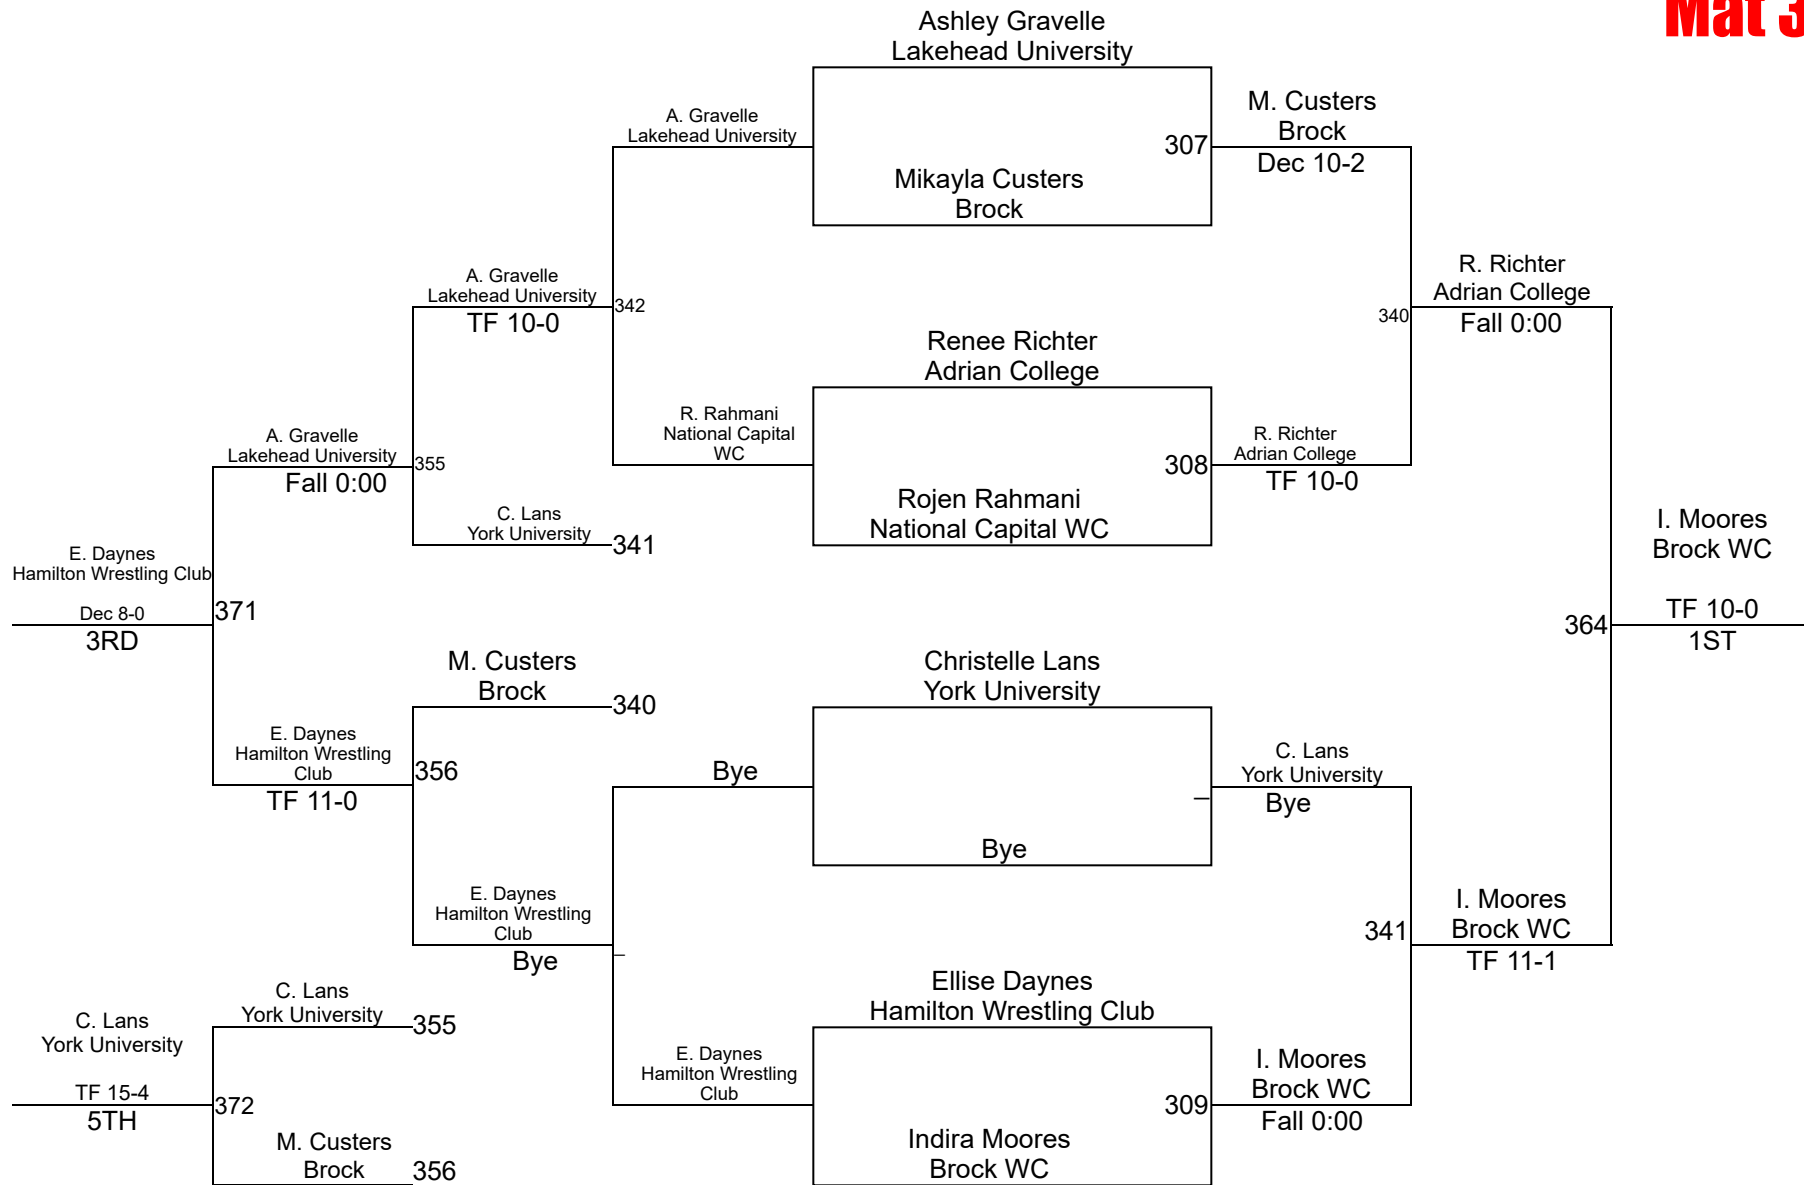 Mat 3
Ashley Gravelle
Lakehead University
A. Gravelle
Lakehead University
307
M. Custers
Brock
Dec 10-2
Mikayla Custers
Brock
A. Gravelle
Lakehead University
TF 10-0
342
340
R. Richter
Adrian College
Fall 0:00
Renee Richter
Adrian College
R. Rahmani
National Capital
WC
308
R. Richter
Adrian College
TF 10-0
Rojen Rahmani
National Capital WC
A. Gravelle
Lakehead University
Fall 0:00
355
C. Lans
York University
341
E. Daynes
Hamilton Wrestling Club
Dec 8-0
3RD
371
I. Moores
Brock WC
364
TF 10-0
1ST
M. Custers
Brock
340
Christelle Lans
York University
E. Daynes
Hamilton Wrestling
Club
TF 11-0
356
Bye
C. Lans
York University
Bye
Bye
E. Daynes
Hamilton Wrestling
Club
Bye
341
I. Moores
Brock WC
TF 11-1
Ellise Daynes
Hamilton Wrestling Club
C. Lans
York University
355
C. Lans
York University
TF 15-4
5TH
372
E. Daynes
Hamilton Wrestling
Club
309
I. Moores
Brock WC
Fall 0:00
M. Custers
Brock
356
Indira Moores
Brock WC